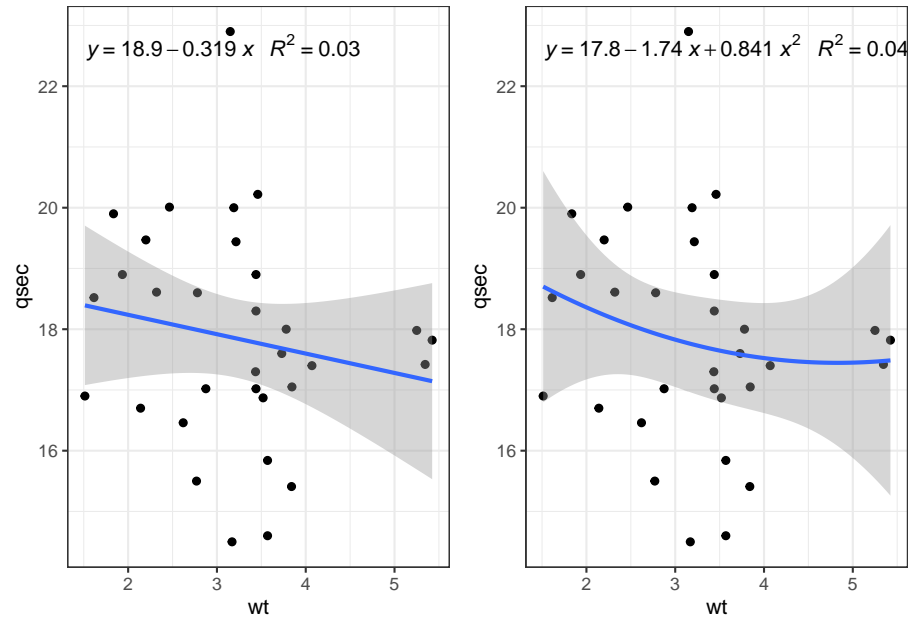 y = 18.9 − 0.319 x   R² = 0.03
22
20
18
16
qsec
2 3 4 5
wt
y = 17.8 − 1.74 x + 0.841 x²   R² = 0.04
22
20
18
16
qsec
2 3 4 5
wt